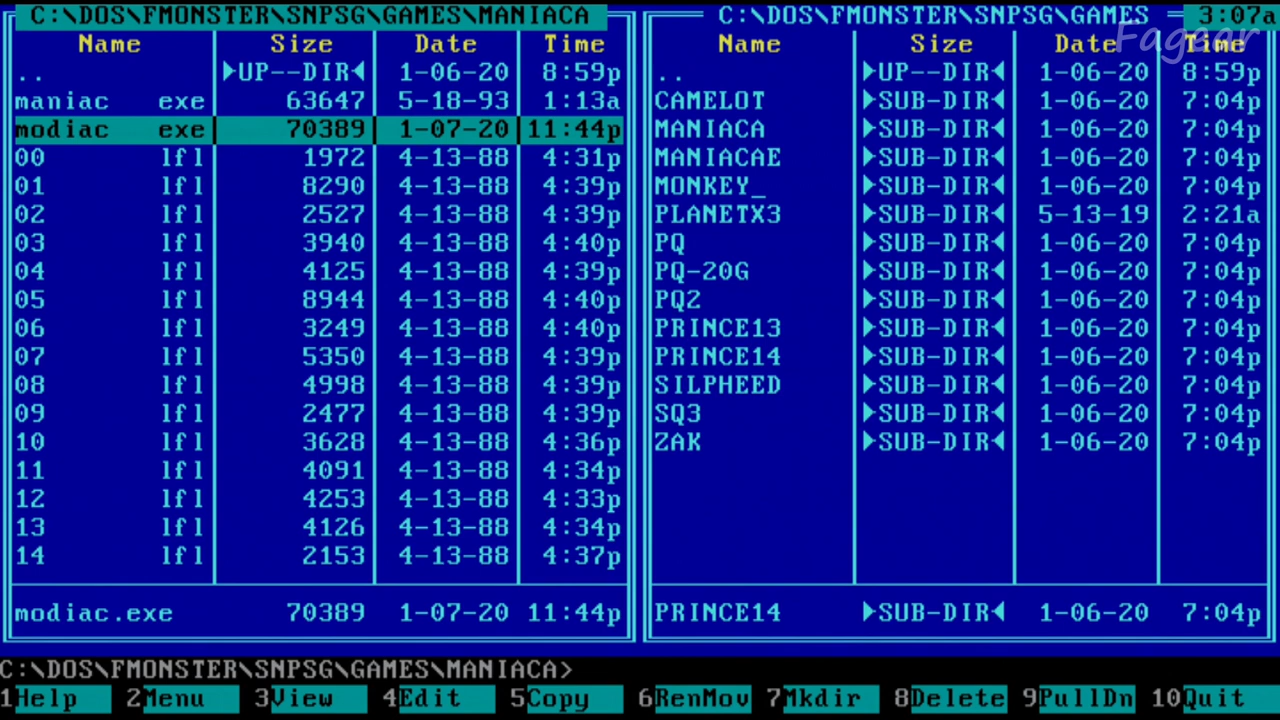 C:\DOS\FMONSTER\SNPSG\GAMES\MANIACA
Name Size Date Time
.. ►UP--DIR◄ 1-06-20 8:59p
maniac exe 63647 5-18-93 1:13a
modiac exe 70389 1-07-20 11:44p
00 lfl 1972 4-13-88 4:31p
01 lfl 8290 4-13-88 4:39p
02 lfl 2527 4-13-88 4:39p
03 lfl 3940 4-13-88 4:40p
04 lfl 4125 4-13-88 4:39p
05 lfl 8944 4-13-88 4:40p
06 lfl 3249 4-13-88 4:40p
07 lfl 5350 4-13-88 4:39p
08 lfl 4998 4-13-88 4:39p
09 lfl 2477 4-13-88 4:39p
10 lfl 3628 4-13-88 4:36p
11 lfl 4091 4-13-88 4:34p
12 lfl 4253 4-13-88 4:33p
13 lfl 4126 4-13-88 4:34p
14 lfl 2153 4-13-88 4:37p
modiac.exe 70389 1-07-20 11:44p
C:\DOS\FMONSTER\SNPSG\GAMES 3:07a
Fagear
Name Size Date Time
.. ►UP--DIR◄ 1-06-20 8:59p
CAMELOT ►SUB-DIR◄ 1-06-20 7:04p
MANIACA ►SUB-DIR◄ 1-06-20 7:04p
MANIACAE ►SUB-DIR◄ 1-06-20 7:04p
MONKEY_ ►SUB-DIR◄ 1-06-20 7:04p
PLANETX3 ►SUB-DIR◄ 5-13-19 2:21a
PQ ►SUB-DIR◄ 1-06-20 7:04p
PQ-20G ►SUB-DIR◄ 1-06-20 7:04p
PQ2 ►SUB-DIR◄ 1-06-20 7:04p
PRINCE13 ►SUB-DIR◄ 1-06-20 7:04p
PRINCE14 ►SUB-DIR◄ 1-06-20 7:04p
SILPHEED ►SUB-DIR◄ 1-06-20 7:04p
SQ3 ►SUB-DIR◄ 1-06-20 7:04p
ZAK ►SUB-DIR◄ 1-06-20 7:04p
PRINCE14 ►SUB-DIR◄ 1-06-20 7:04p
C:\DOS\FMONSTER\SNPSG\GAMES\MANIACA>
1Help 2Menu 3View 4Edit 5Copy 6RenMov 7Mkdir 8Delete 9PullDn 10Quit